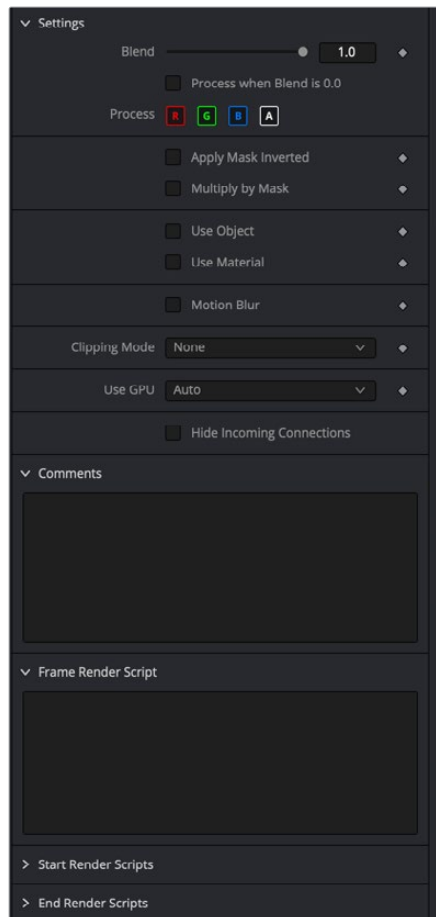 Settings
Blend 1.0
Process when Blend is 0.0
Process R G B A
Apply Mask Inverted
Multiply by Mask
Use Object
Use Material
Motion Blur
Clipping Mode None
Use GPU Auto
Hide Incoming Connections
Comments
Frame Render Script
Start Render Scripts
End Render Scripts